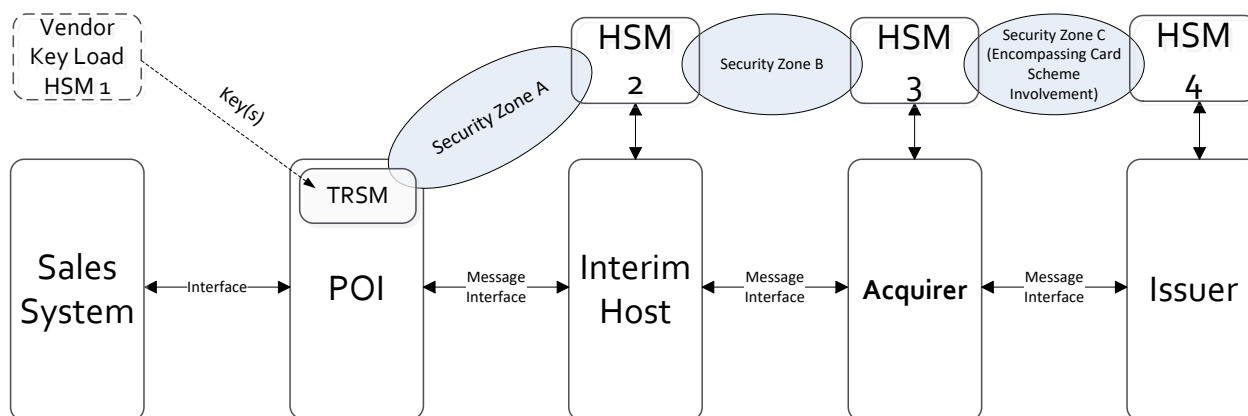 Vendor
Key Load
HSM 1
Key(s)
Security Zone A
HSM
2
Security Zone B
HSM
3
Security Zone C
(Encompassing Card
Scheme
Involvement)
HSM
4
TRSM
Sales
System
Interface
POI
Message
Interface
Interim
Host
Message
Interface
Acquirer
Message
Interface
Issuer